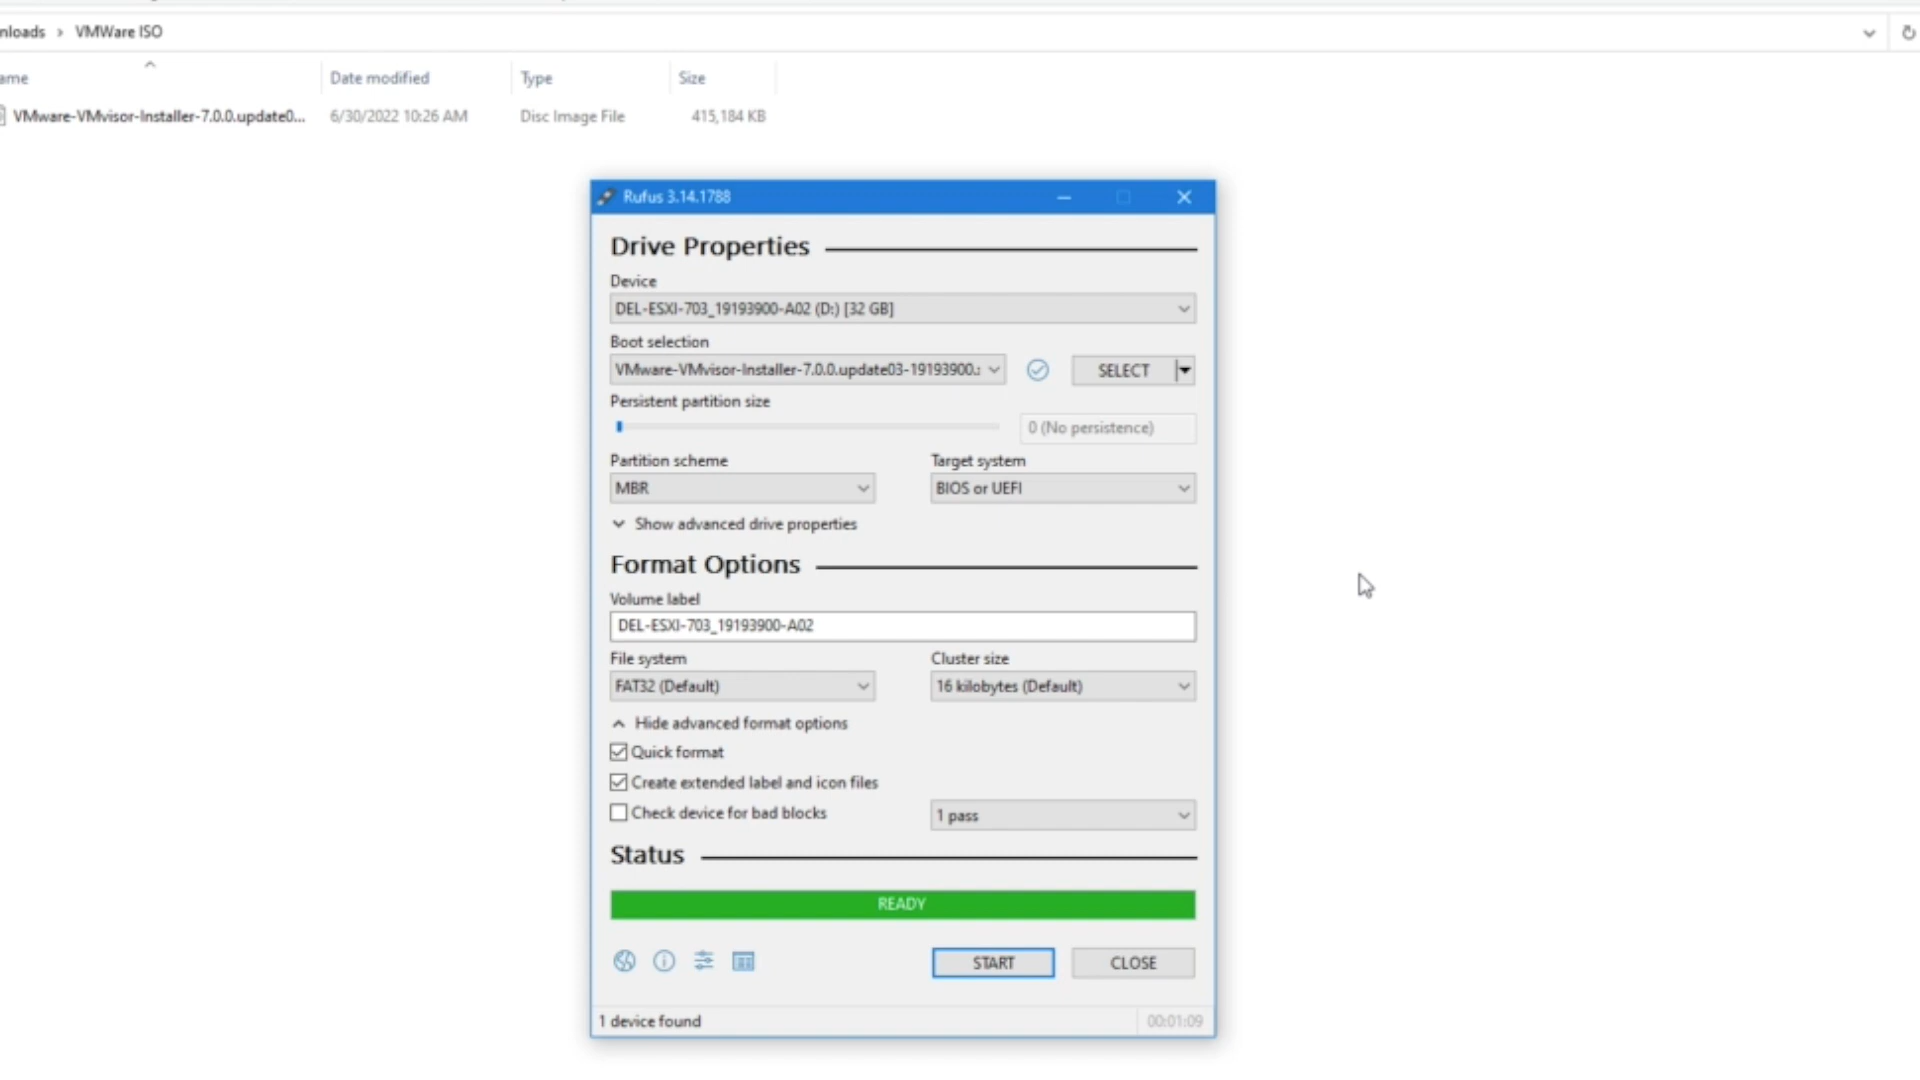 nloads › VMWare ISO
ame Date modified Type Size
VMware-VMvisor-Installer-7.0.0.update0... 6/30/2022 10:26 AM Disc Image File 415,184 KB
Rufus 3.14.1788
Drive Properties
Device
DEL-ESXI-703_19193900-A02 (D:) [32 GB]
Boot selection
VMware-VMvisor-Installer-7.0.0.update03-19193900.
SELECT
Persistent partition size
0 (No persistence)
Partition scheme Target system
MBR BIOS or UEFI
Show advanced drive properties
Format Options
Volume label
DEL-ESXI-703_19193900-A02
File system Cluster size
FAT32 (Default) 16 kilobytes (Default)
Hide advanced format options
Quick format
Create extended label and icon files
Check device for bad blocks 1 pass
Status
READY
START CLOSE
1 device found 00:01:09